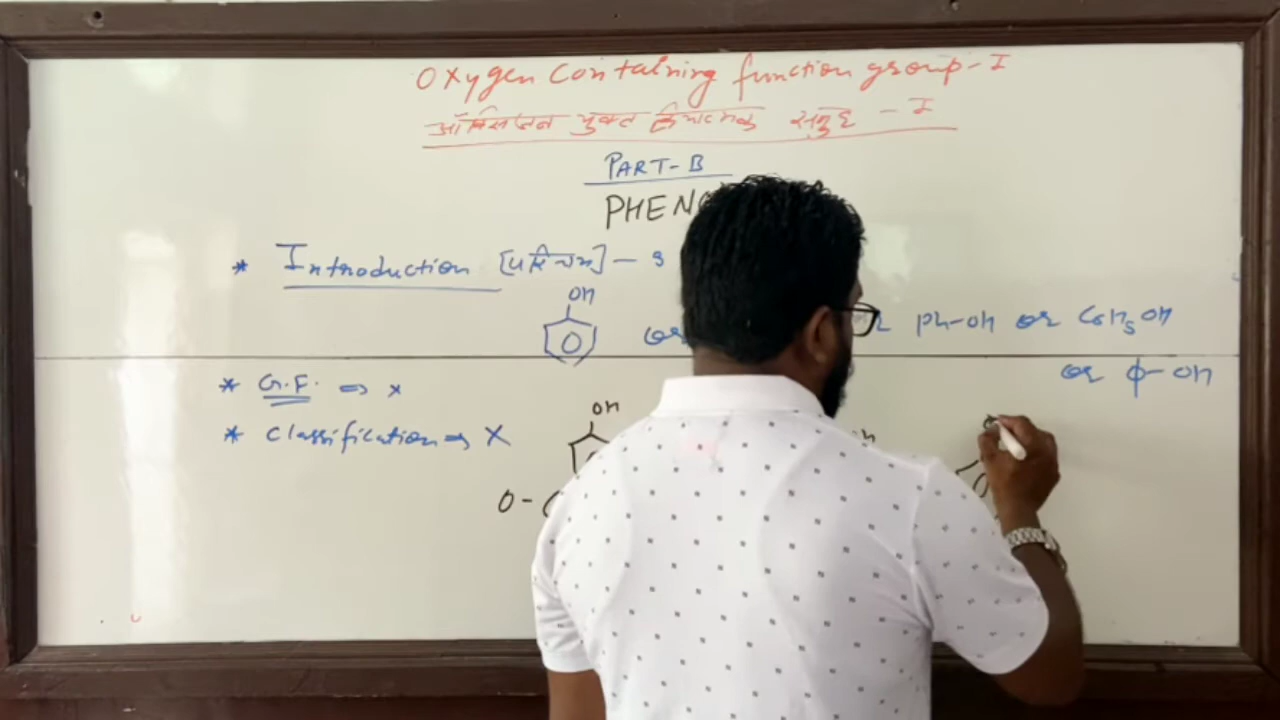 Oxygen Containing function group - I
ऑक्सिजन युक्त क्रियात्मक समुह - I
PART-B
PHENO
* Introduction [परिचय] -
OH
or Ph-OH or C6H5OH
or ϕ-OH
* G.F. ⇒ x
* Classification ⇒ X
OH
O-